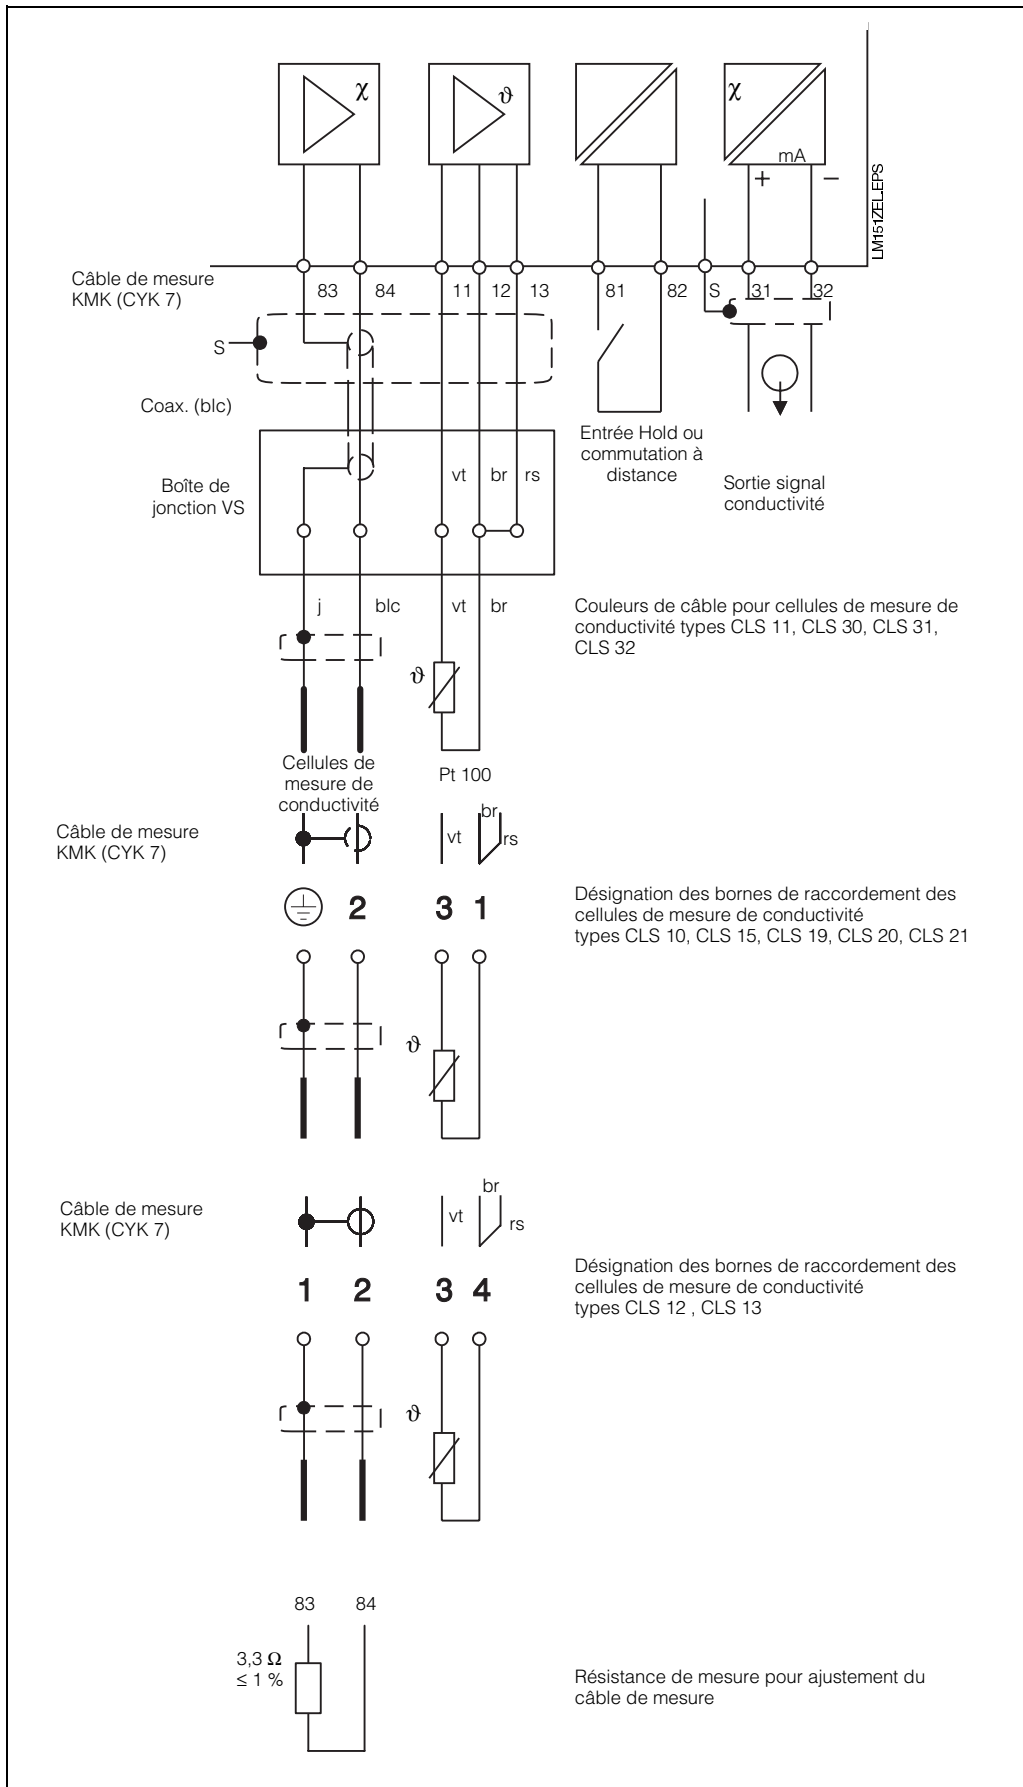 χ
ϑ
χ
mA
+
−
LM151ZEL.EPS
Câble de mesure
KMK (CYK 7)
83
84
11
12
13
81
82
S
31
32
S
Coax. (blc)
Boîte de
jonction VS
vt
br
rs
Entrée Hold ou
commutation à
distance
Sortie signal
conductivité
j
blc
vt
br
Couleurs de câble pour cellules de mesure de
conductivité types CLS 11, CLS 30, CLS 31,
CLS 32
ϑ
Cellules de
mesure de
conductivité
Pt 100
Câble de mesure
KMK (CYK 7)
vt
br
rs
2
3
1
Désignation des bornes de raccordement des
cellules de mesure de conductivité
types CLS 10, CLS 15, CLS 19, CLS 20, CLS 21
ϑ
Câble de mesure
KMK (CYK 7)
vt
br
rs
1
2
3
4
Désignation des bornes de raccordement des
cellules de mesure de conductivité
types CLS 12 , CLS 13
ϑ
83
84
3,3 Ω
≤ 1 %
Résistance de mesure pour ajustement du
câble de mesure